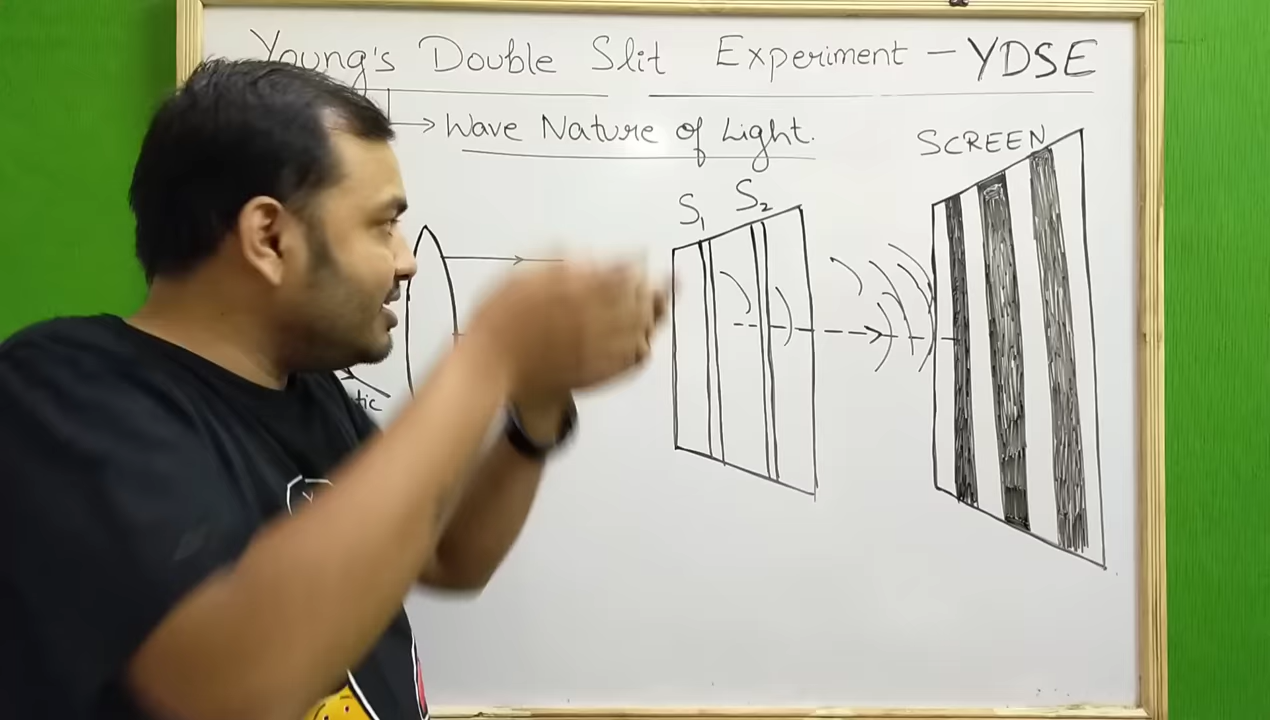 Young's Double Slit Experiment — YDSE
→ Wave Nature of Light.
SCREEN
S₁ S₂